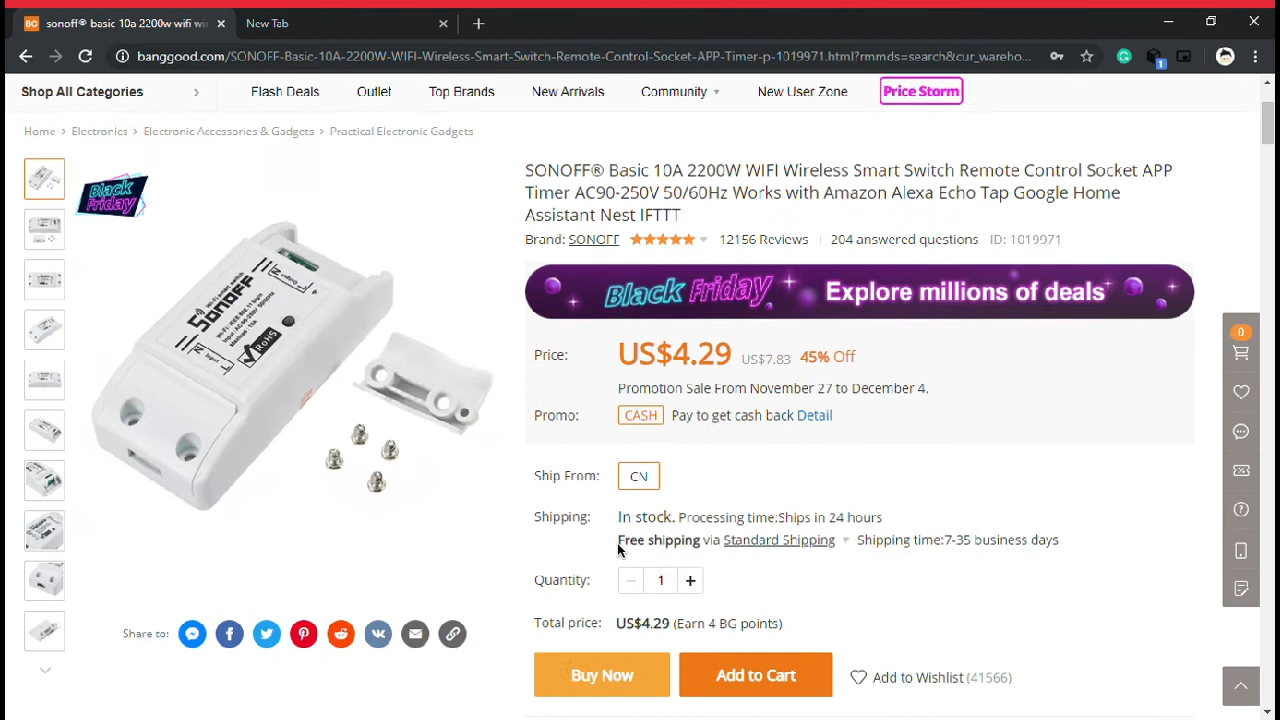 sonoff® basic 10a 2200w wifi wi
New Tab
banggood.com/SONOFF-Basic-10A-2200W-WIFI-Wireless-Smart-Switch-Remote-Control-Socket-APP-Timer-p-1019971.html?rmmds=search&cur_wareho...
1
Shop All Categories
Flash Deals
Outlet
Top Brands
New Arrivals
Community
New User Zone
Price Storm
Home > Electronics > Electronic Accessories & Gadgets > Practical Electronic Gadgets
Black
Friday
SONOFF
RoHS
Input
SONOFF® Basic 10A 2200W WIFI Wireless Smart Switch Remote Control Socket APP
Timer AC90-250V 50/60Hz Works with Amazon Alexa Echo Tap Google Home
Assistant Nest IFTTT
Brand: SONOFF 12156 Reviews 204 answered questions ID: 1019971
Black Friday Explore millions of deals
Price: US$4.29 US$7.83 45% Off
Promotion Sale From November 27 to December 4.
Promo: CASH Pay to get cash back Detail
Ship From: CN
Shipping: In stock. Processing time:Ships in 24 hours
Free shipping via Standard Shipping Shipping time:7-35 business days
Quantity: 1
Total price: US$4.29 (Earn 4 BG points)
Share to:
Buy Now
Add to Cart
Add to Wishlist (41566)
0